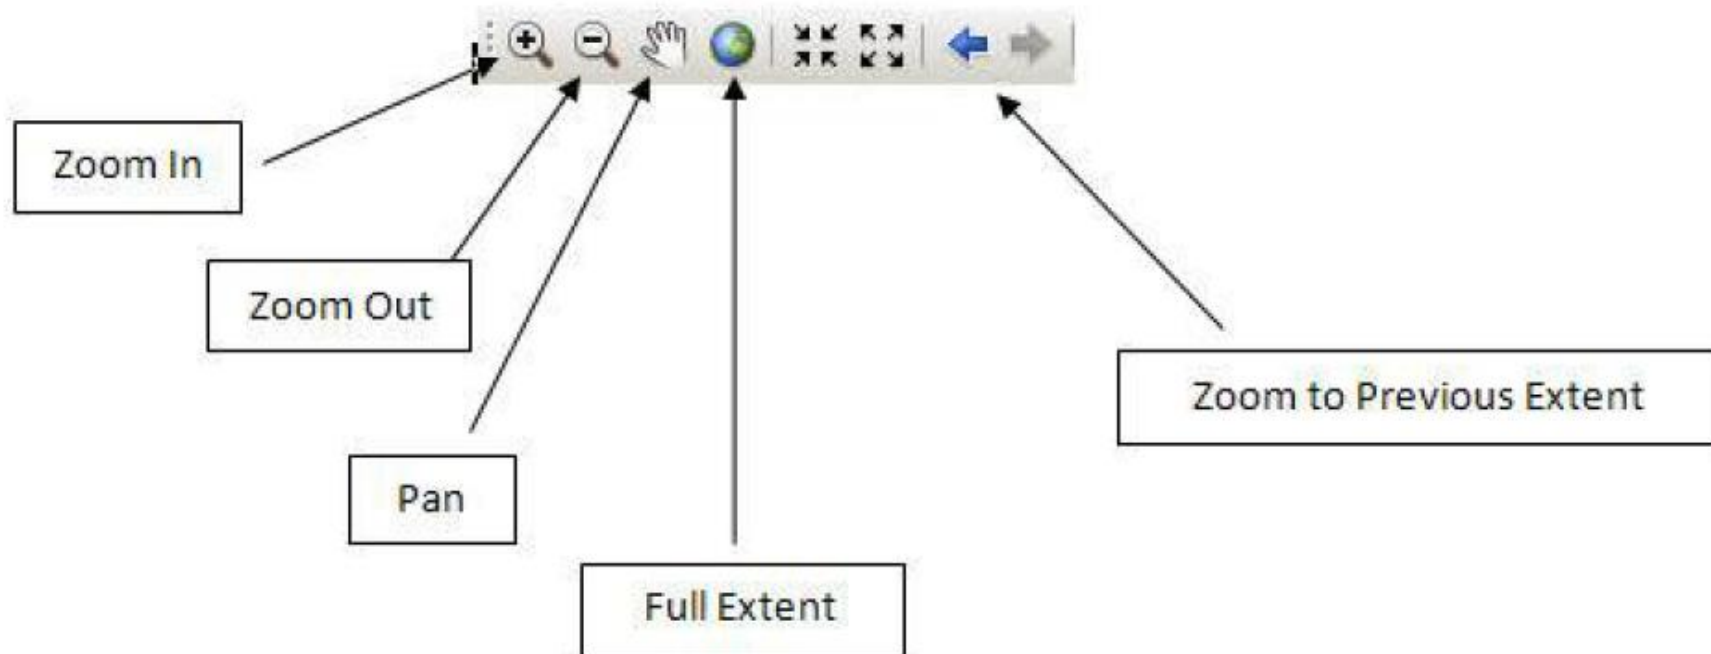 Zoom In
Zoom Out
Zoom to Previous Extent
Pan
Full Extent